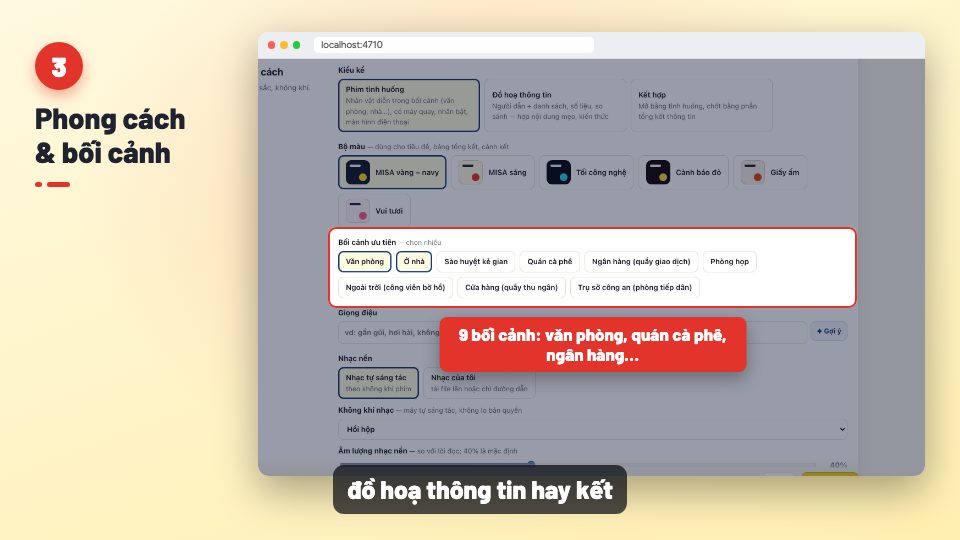 3
Phong cách
& bối cảnh
localhost:4710
cách
sắc, không khí.
Kiểu kể
Phim tình huống
Nhân vật diễn trong bối cảnh (văn
phòng, nhà...), có máy quay, nhân bật,
màn hình điện thoại
Đồ hoạ thông tin
Người dẫn + danh sách, số liệu, so
sánh — hợp nội dung mẹo, kiến thức
Kết hợp
Mở bằng tình huống, chốt bằng phần
tổng kết thông tin
Bộ màu — dùng cho tiêu đề, bảng tổng kết, cảnh kết
MISA vàng – navy
MISA sáng
Tối công nghệ
Cảnh báo đỏ
Giấy ấm
Vui tươi
Bối cảnh ưu tiên — chọn nhiều
Văn phòng
Ở nhà
Sào huyệt kẻ gian
Quán cà phê
Ngân hàng (quầy giao dịch)
Phòng họp
Ngoài trời (công viên bờ hồ)
Cửa hàng (quầy thu ngân)
Trụ sở công an (phòng tiếp dân)
Giọng điệu
vd: gần gũi, hơi hài, không
Gợi ý
9 bối cảnh: văn phòng, quán cà phê,
ngân hàng...
Nhạc nền
Nhạc tự sáng tác
theo không khí phim
Nhạc của tôi
tải file lên hoặc chỉ đường dẫn
Không khí nhạc — máy tự sáng tác, không lo bản quyền
Hồi hộp
Âm lượng nhạc nền — so với lời đọc; 40% là mặc định
40%
đồ hoạ thông tin hay kết